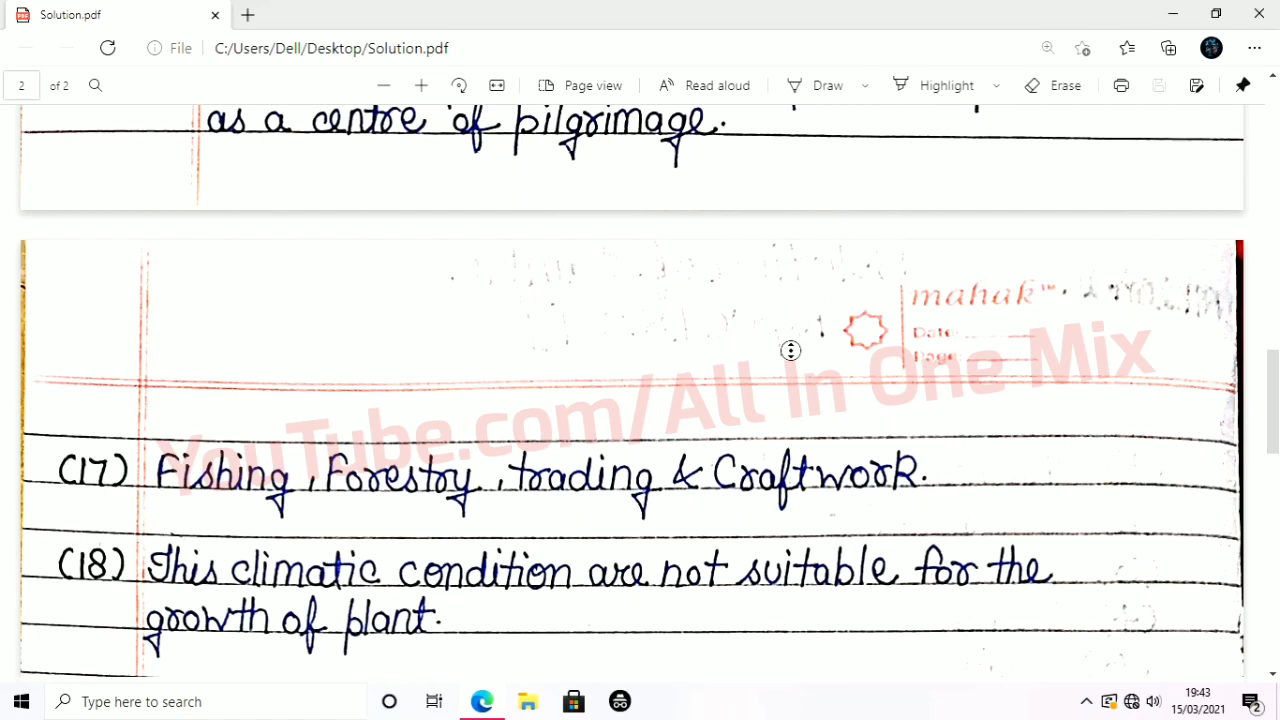 Solution.pdf
File C:/Users/Dell/Desktop/Solution.pdf
2 of 2 Page view Read aloud Draw Highlight Erase
as a centre of pilgrimage.
mahak™
Date
Page
YouTube.com/All In One Mix
(17) Fishing, Forestry, trading & Craftwork.
(18) This climatic condition are not suitable for the
growth of plant.
Type here to search
19:43
15/03/2021
2